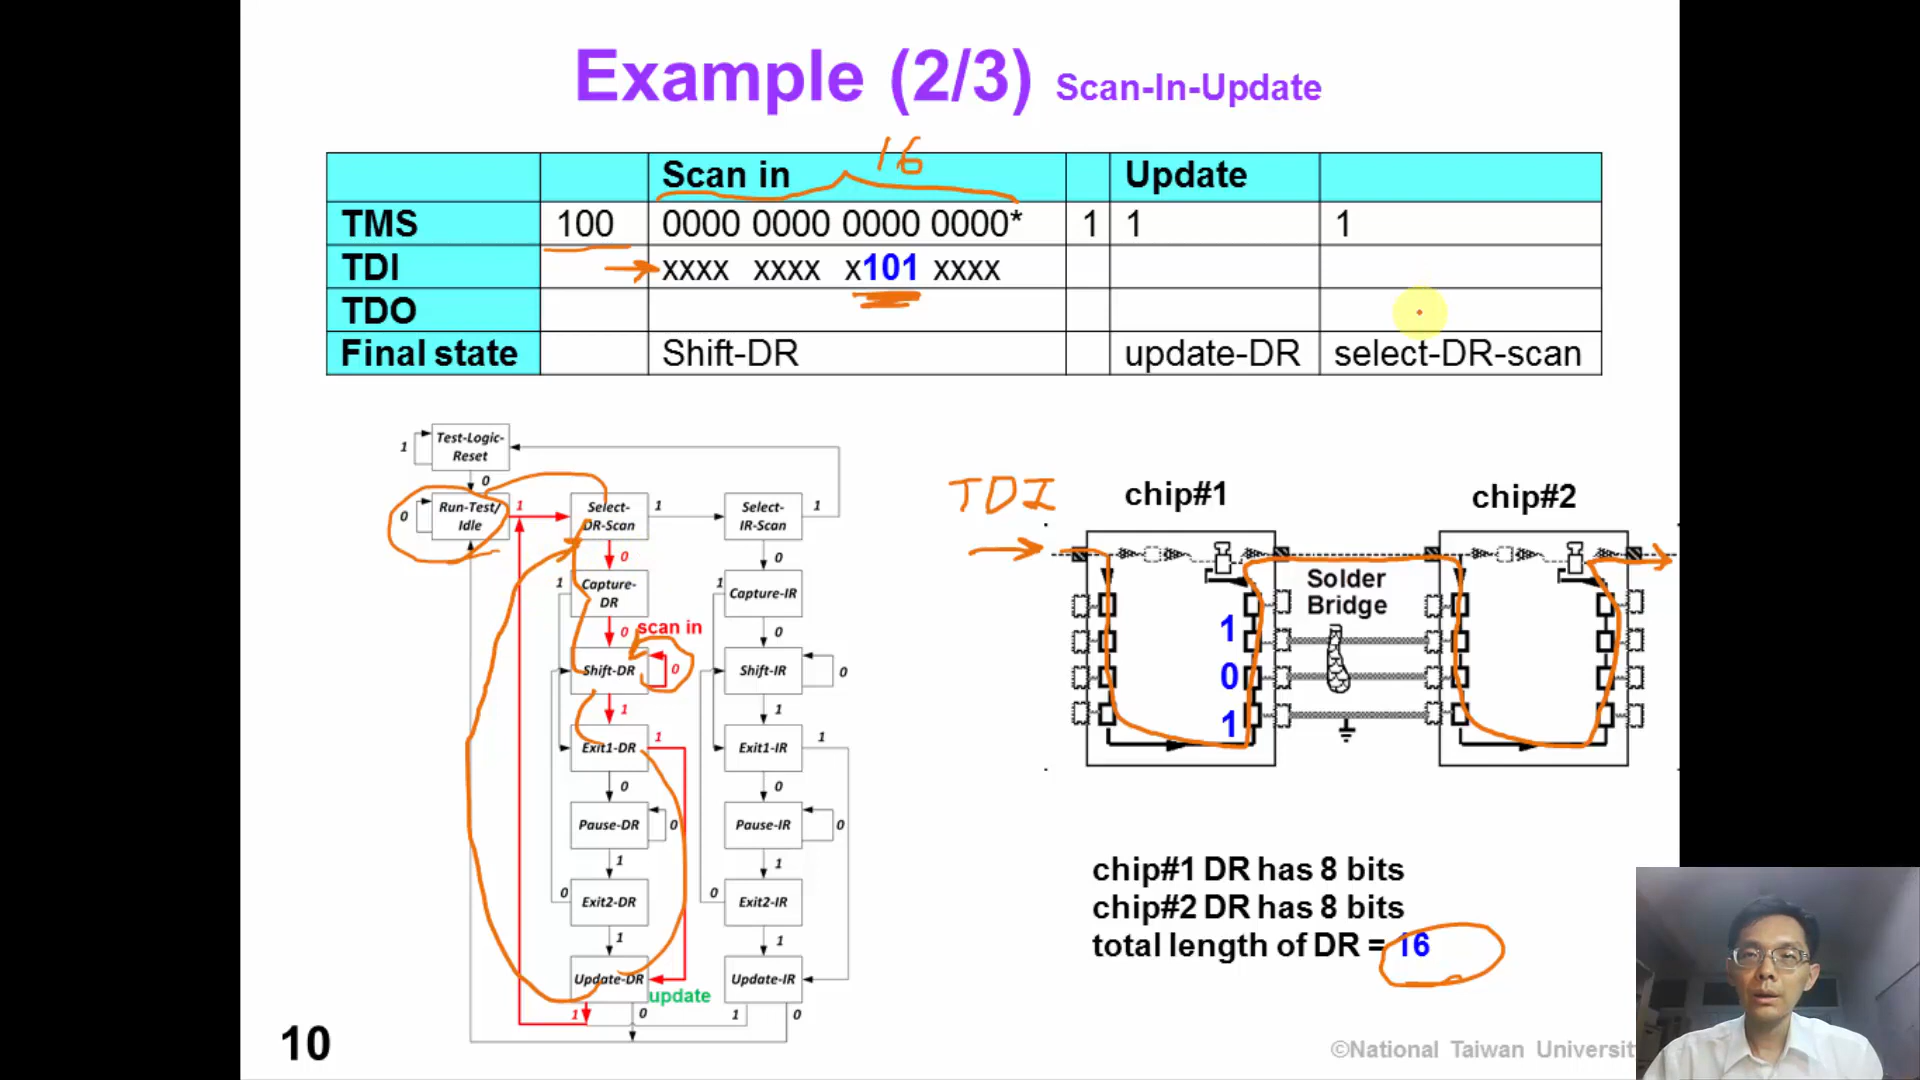 Example (2/3) Scan-In-Update
16
Scan in
Update
TMS 100 0000 0000 0000 0000* 1 1 1
TDI xxxx xxxx x101 xxxx
TDO
Final state Shift-DR update-DR select-DR-scan
Test-Logic-
Reset
1
0
Run-Test/
Idle
0
1
Select-
DR-Scan
1
Select-
IR-Scan
1
0
0
1
Capture-
DR
1
Capture-IR
0
scan in
0
Shift-DR
0
Shift-IR
0
1
1
Exit1-DR
1
Exit1-IR
1
0
0
Pause-DR
0
Pause-IR
0
1
1
0
Exit2-DR
0
Exit2-IR
1
1
Update-DR
Update-IR
update
1
0
1
0
TDI
chip#1
chip#2
Solder
Bridge
1
0
1
chip#1 DR has 8 bits
chip#2 DR has 8 bits
total length of DR = 16
10
©National Taiwan Universit